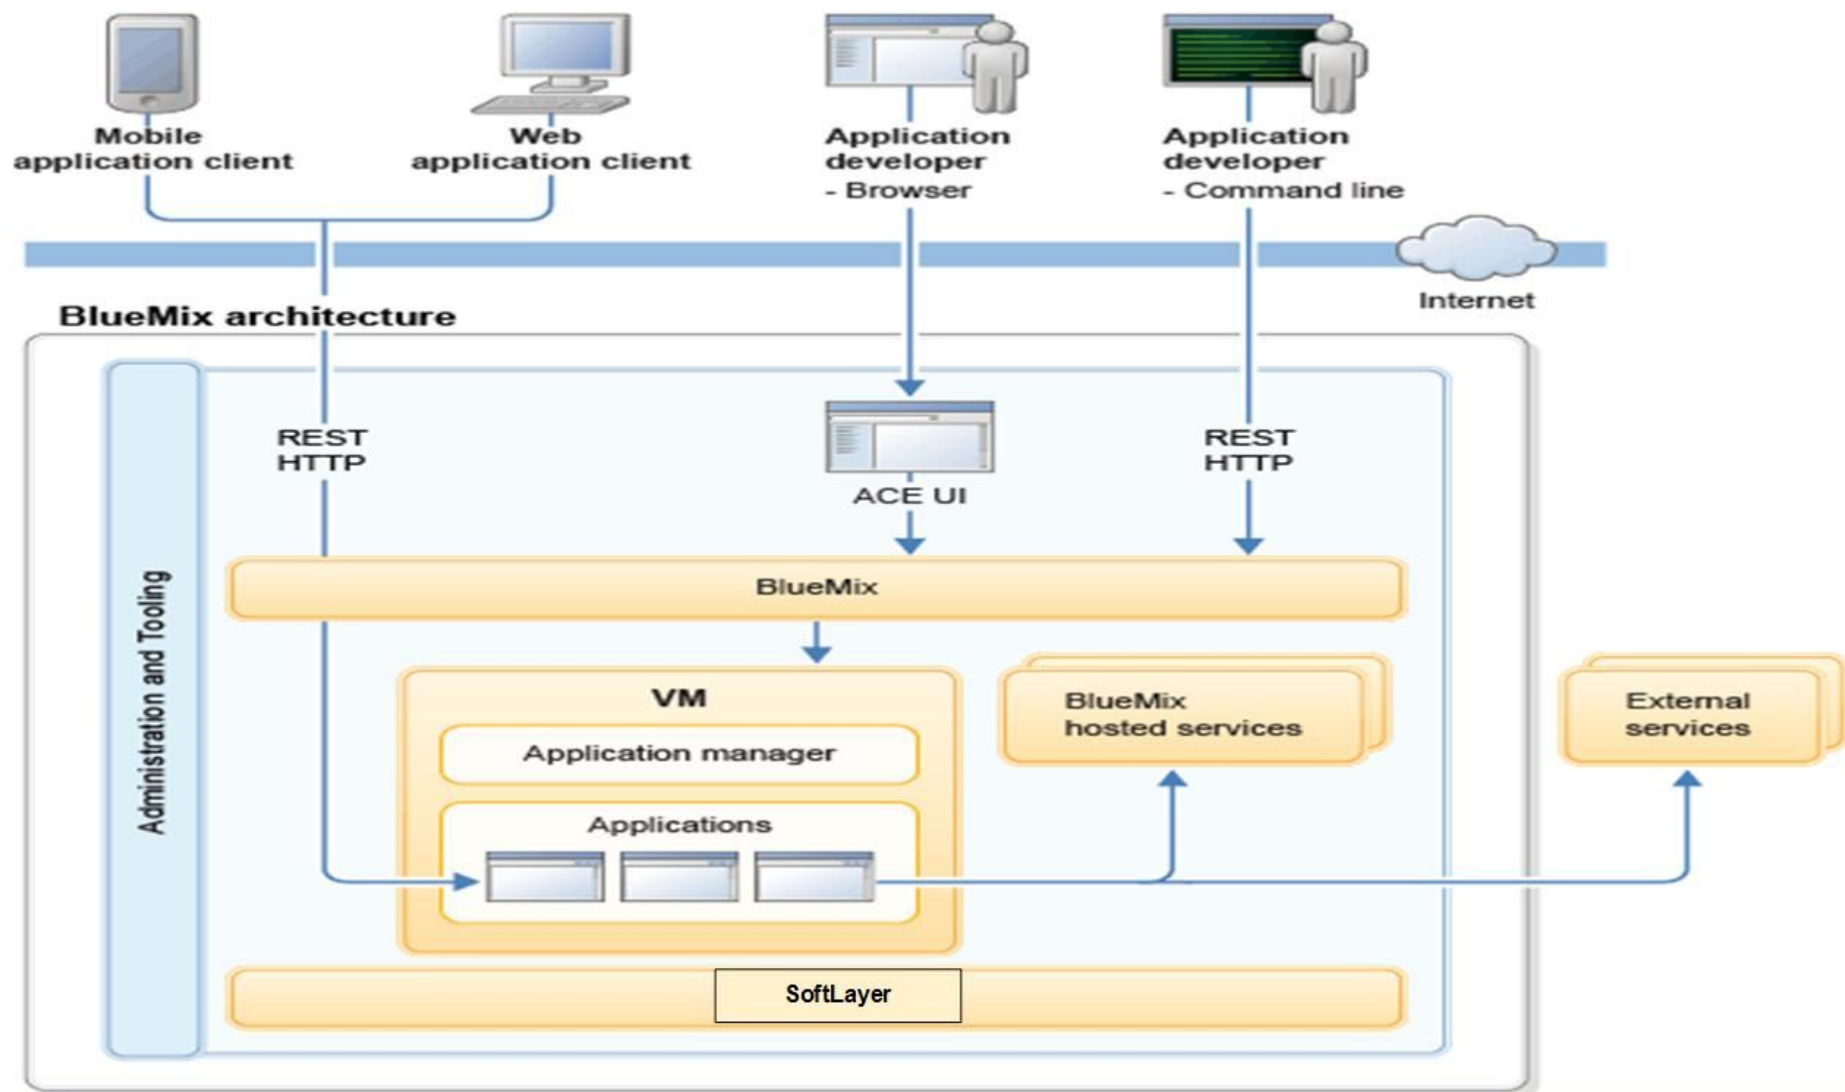 Mobile
application client
Web
application client
Application
developer
- Browser
Application
developer
- Command line
Internet
BlueMix architecture
REST
HTTP
ACE UI
REST
HTTP
Administration and Tooling
BlueMix
VM
Application manager
Applications
BlueMix
hosted services
External
services
SoftLayer